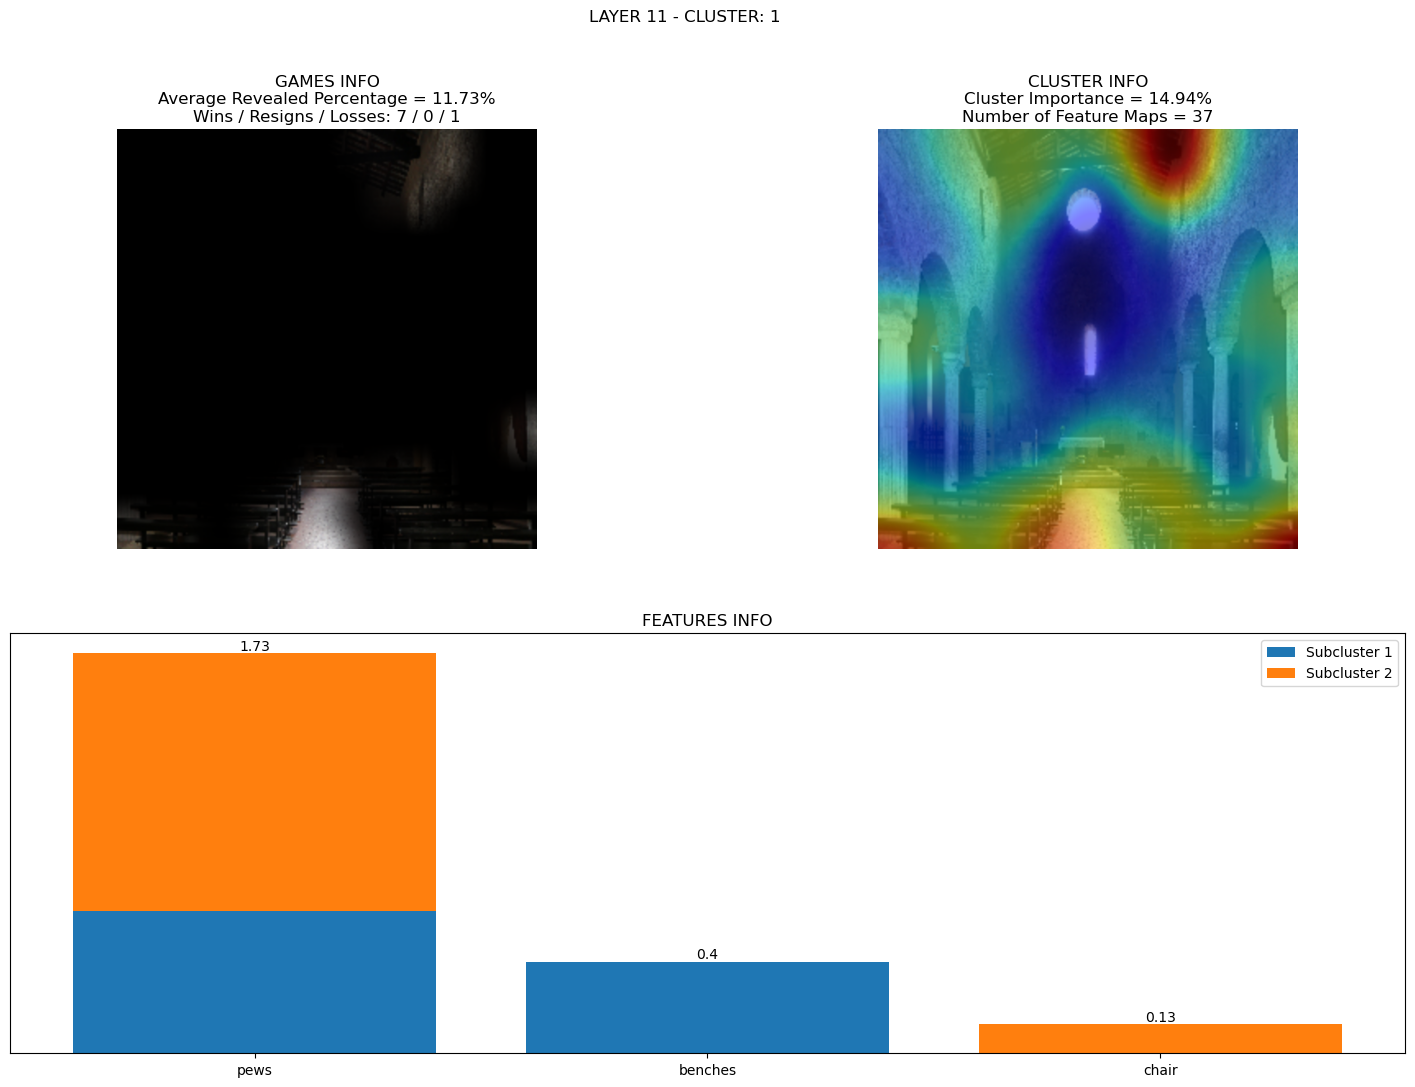 LAYER 11 - CLUSTER: 1
GAMES INFO
Average Revealed Percentage = 11.73%
Wins / Resigns / Losses: 7 / 0 / 1
CLUSTER INFO
Cluster Importance = 14.94%
Number of Feature Maps = 37
FEATURES INFO
1.73
0.4
0.13
Subcluster 1
Subcluster 2
pews
benches
chair